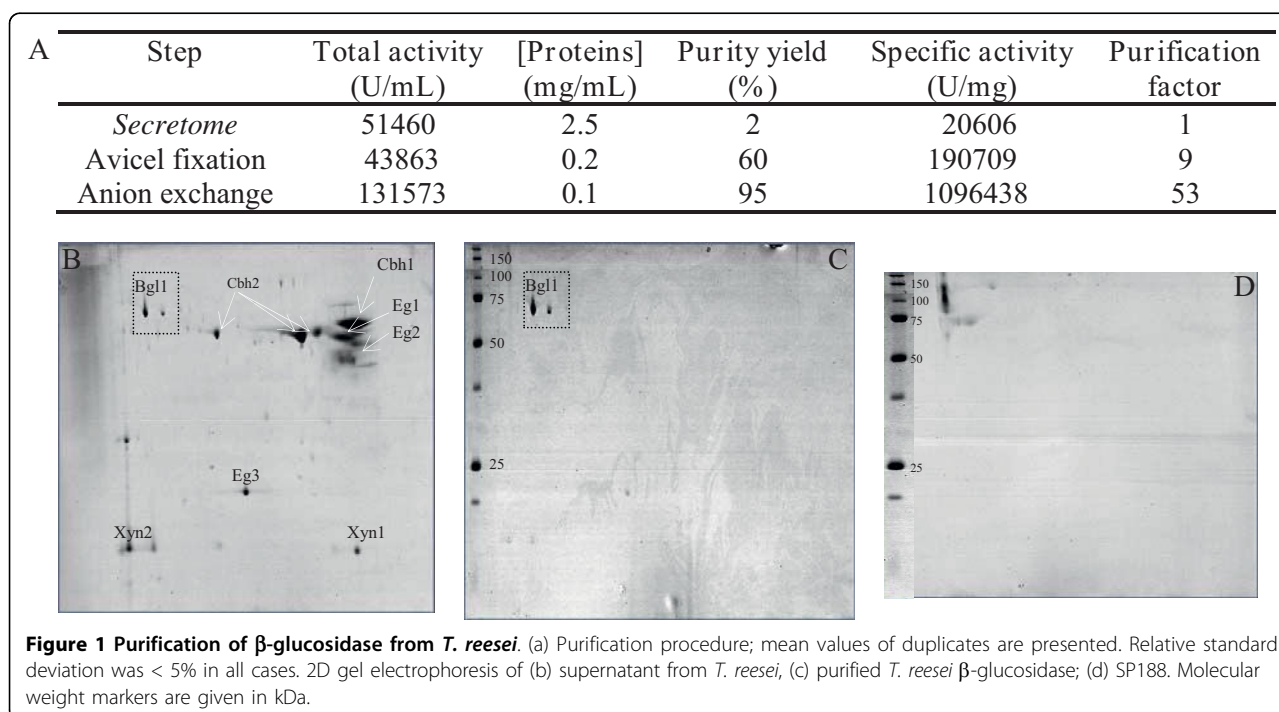 A Step Total activity [Proteins] Purity yield Specific activity Purification
(U/mL) (mg/mL) (%) (U/mg) factor
Secretome 51460 2.5 2 20606 1
Avicel fixation 43863 0.2 60 190709 9
Anion exchange 131573 0.1 95 1096438 53
B
Bgl1
Cbh2
Cbh1
Eg1
Eg2
Eg3
Xyn2
Xyn1
C
150
100
75
50
25
Bgl1
D
150
100
75
50
25
Figure 1 Purification of β-glucosidase from T. reesei. (a) Purification procedure; mean values of duplicates are presented. Relative standard
deviation was < 5% in all cases. 2D gel electrophoresis of (b) supernatant from T. reesei, (c) purified T. reesei β-glucosidase; (d) SP188. Molecular
weight markers are given in kDa.